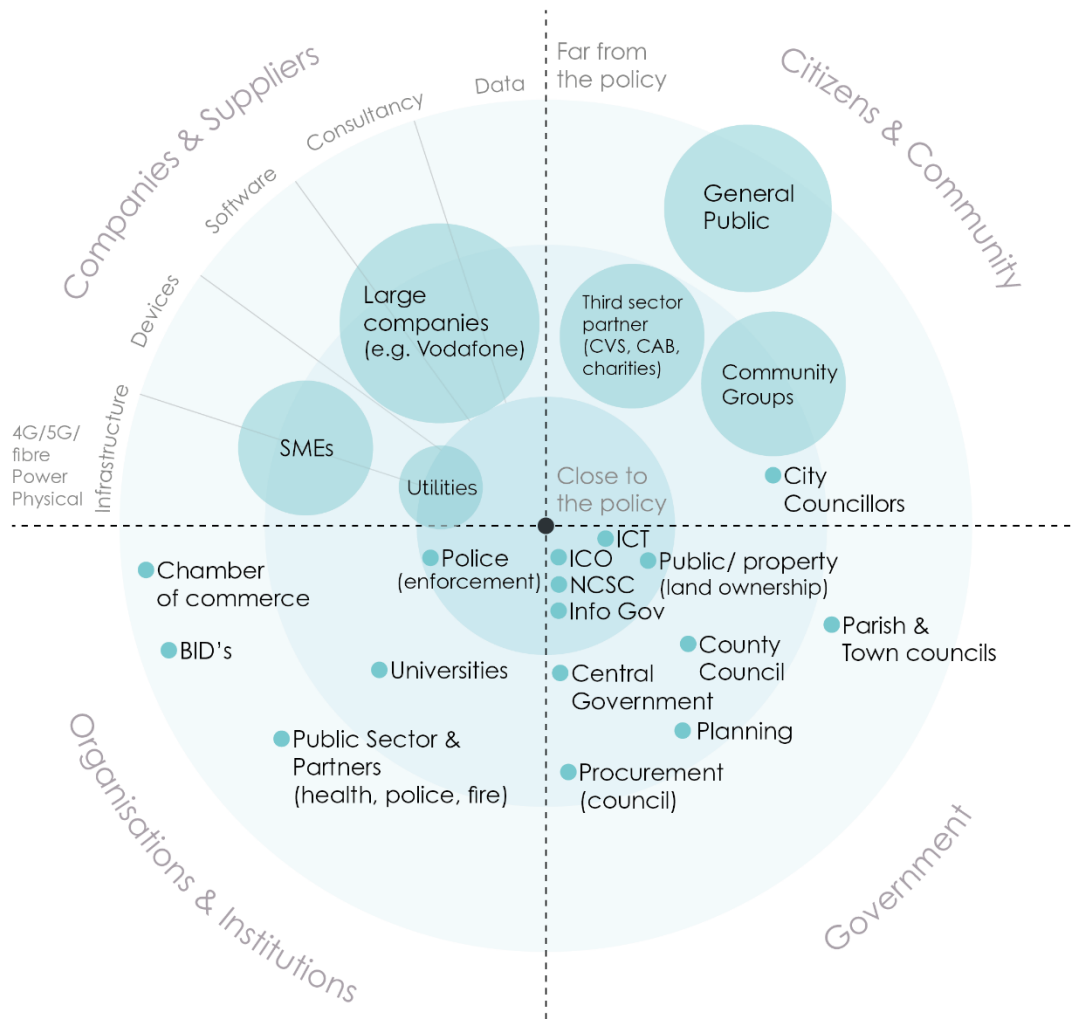 Companies & Suppliers
Data
Consultancy
Software
Devices
Infrastructure
4G/5G/
fibre
Power
Physical
Large
companies
(e.g. Vodafone)
SMEs
Utilities
Far from
the policy
Citizens & Community
General
Public
Third sector
partner
(CVS, CAB,
charities)
Community
Groups
Close to
the policy
City
Councillors
Police
(enforcement)
Chamber
of commerce
BID's
Universities
Public Sector &
Partners
(health, police, fire)
Organisations & Institutions
ICT
ICO
NCSC
Info Gov
Public/ property
(land ownership)
Parish &
Town councils
County
Council
Central
Government
Planning
Procurement
(council)
Government